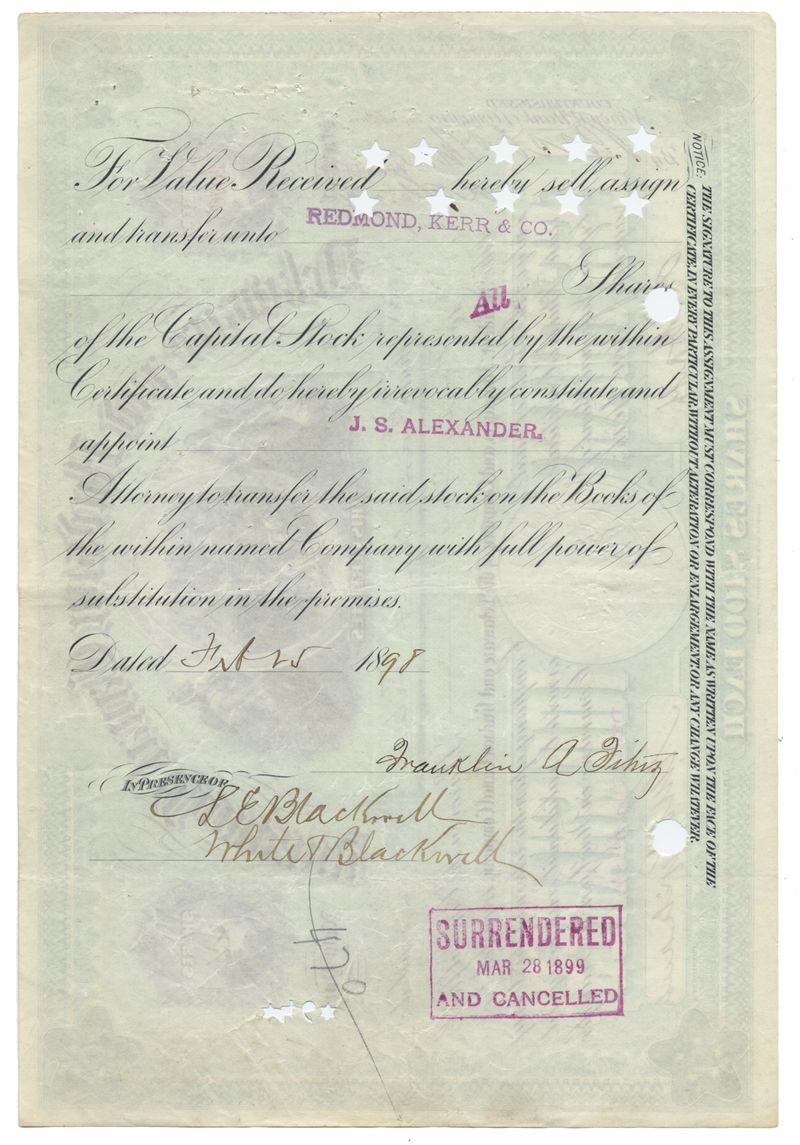 For Value Received hereby sell, assign
and transfer unto REDMOND, KERR & CO.
All. Shares
of the Capital Stock represented by the within
Certificate and do hereby irrevocably constitute and
appoint J. S. ALEXANDER.
Attorney to transfer the said stock on the Books of
the within named Company with full power of
substitution in the premises.
Dated Feb 25 1898
Franklin A
IN PRESENCE OF
Blackwell
White & Blackwell
470
SURRENDERED
MAR 28 1899
AND CANCELLED
NOTICE: THE SIGNATURE TO THIS ASSIGNMENT MUST CORRESPOND WITH THE NAME AS WRITTEN UPON THE FACE OF THE
CERTIFICATE, IN EVERY PARTICULAR, WITHOUT ALTERATION OR ENLARGEMENT, OR ANY CHANGE WHATEVER.
SHARES $100 EACH